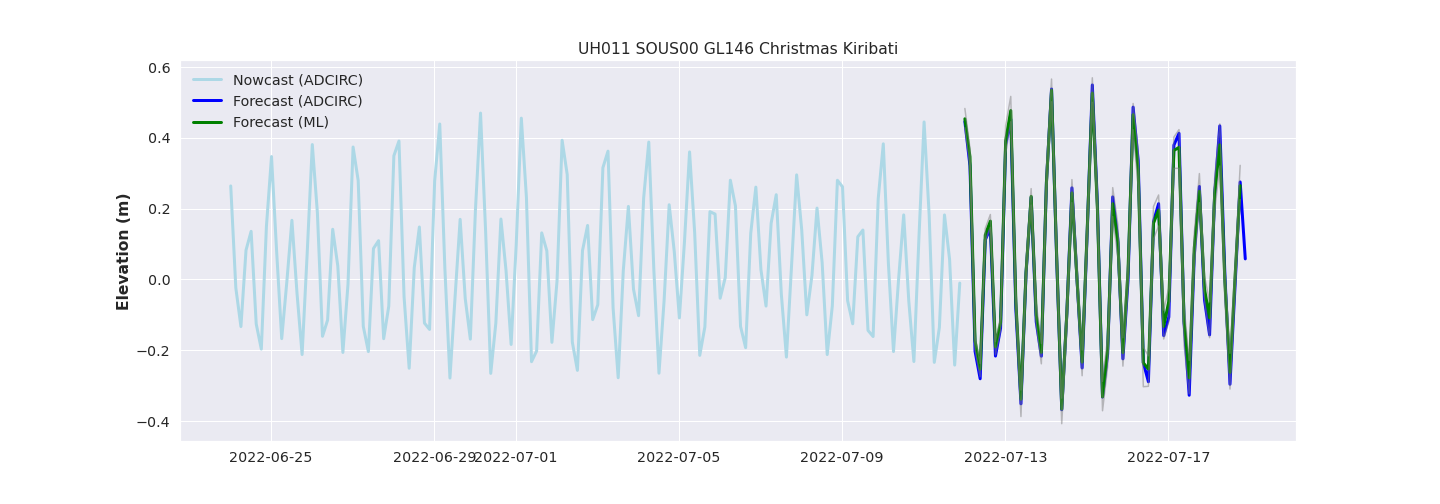 UH011 SOUS00 GL146 Christmas Kiribati
Nowcast (ADCIRC)
Forecast (ADCIRC)
Forecast (ML)
Elevation (m)
0.6
0.4
0.2
0.0
−0.2
−0.4
2022-06-25
2022-06-29
2022-07-01
2022-07-05
2022-07-09
2022-07-13
2022-07-17